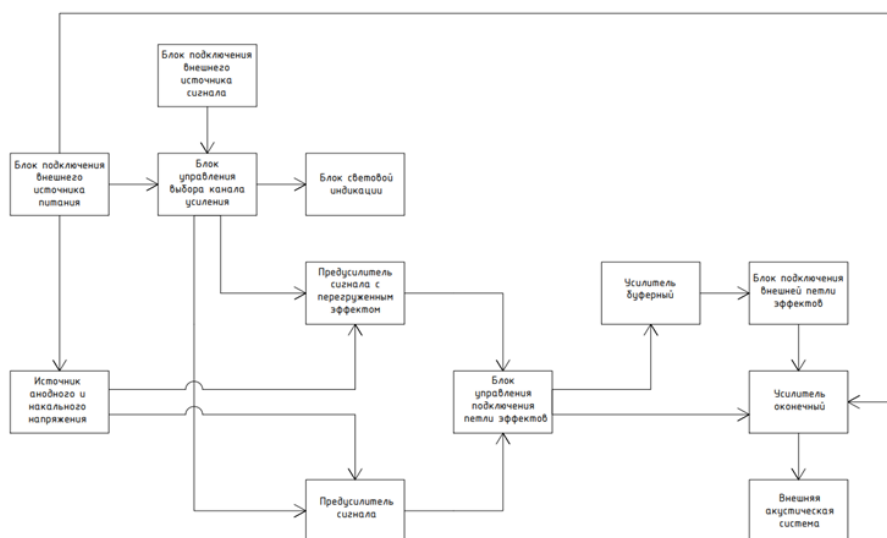 Блок подключения
внешнего
источника
сигнала
Блок подключения
внешнего
источника
питания
Блок
управления
выбора канала
усиления
Блок световой
индикации
Предусилитель
сигнала с
перегруженным
эффектом
Усилитель
буферный
Блок подключения
внешней петли
эффектов
Источник
анодного и
накального
напряжения
Блок
управления
подключения
петли эффектов
Усилитель
оконечный
Предусилитель
сигнала
Внешняя
акустическая
система